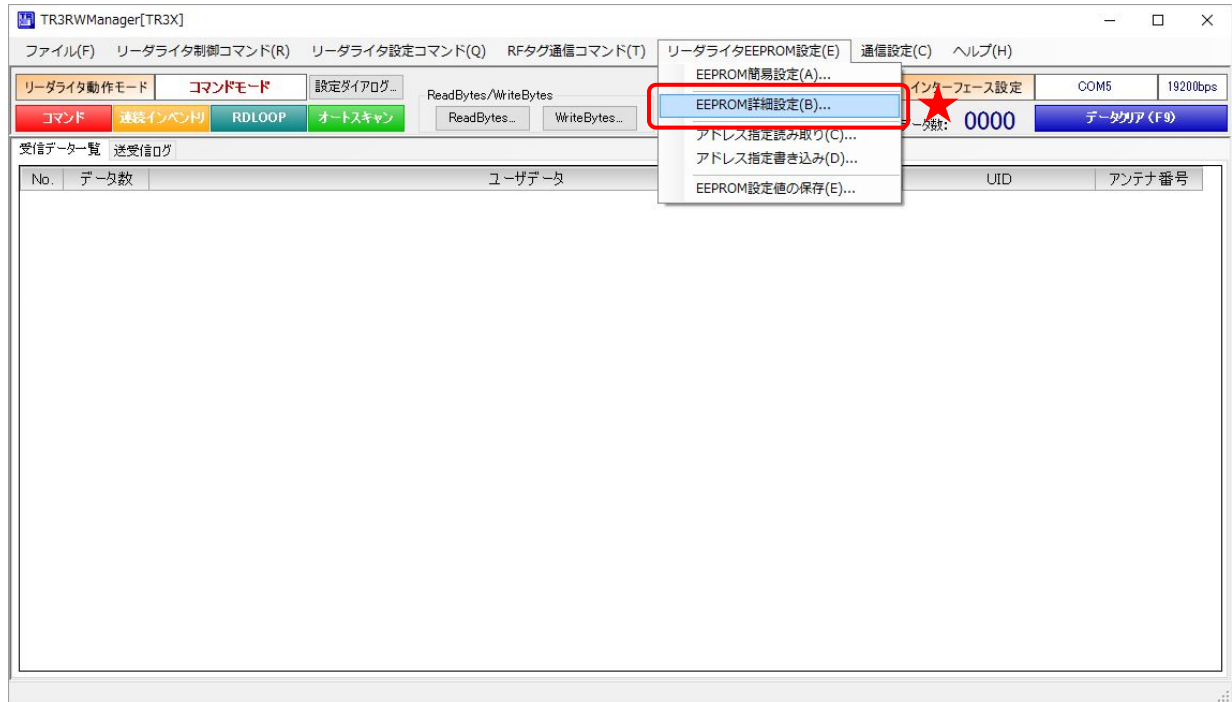 TR3RWManager[TR3X]
ファイル(F) リーダライタ制御コマンド(R) リーダライタ設定コマンド(Q) RFタグ通信コマンド(T) リーダライタEEPROM設定(E) 通信設定(C) ヘルプ(H)
リーダライタ動作モード コマンドモード 設定ダイアログ... ReadBytes/WriteBytes EEPROM簡易設定(A)... インターフェース設定 COM5 19200bps
コマンド 連続インベントリ RDLOOP オートスキャン ReadBytes... WriteBytes... EEPROM詳細設定(B)... データ数: 0000 データクリア(F9)
アドレス指定読み取り(C)...
受信データ一覧 送受信ログ アドレス指定書き込み(D)...
No. データ数 ユーザデータ EEPROM設定値の保存(E)... UID アンテナ番号